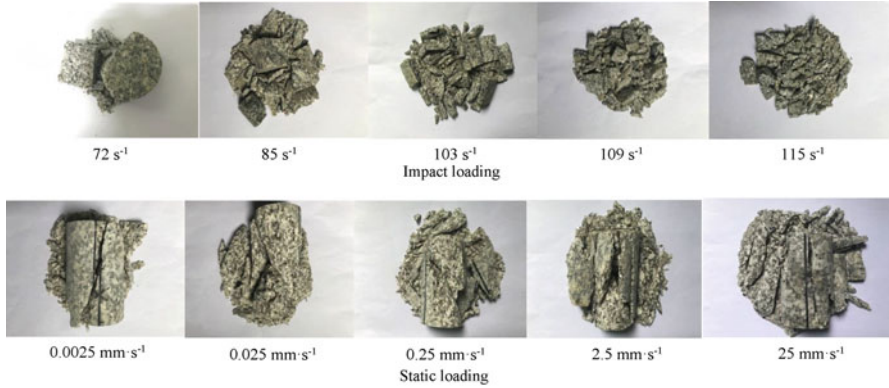 72 s⁻¹ 85 s⁻¹ 103 s⁻¹ 109 s⁻¹ 115 s⁻¹
Impact loading
0.0025 mm·s⁻¹ 0.025 mm·s⁻¹ 0.25 mm·s⁻¹ 2.5 mm·s⁻¹ 25 mm·s⁻¹
Static loading